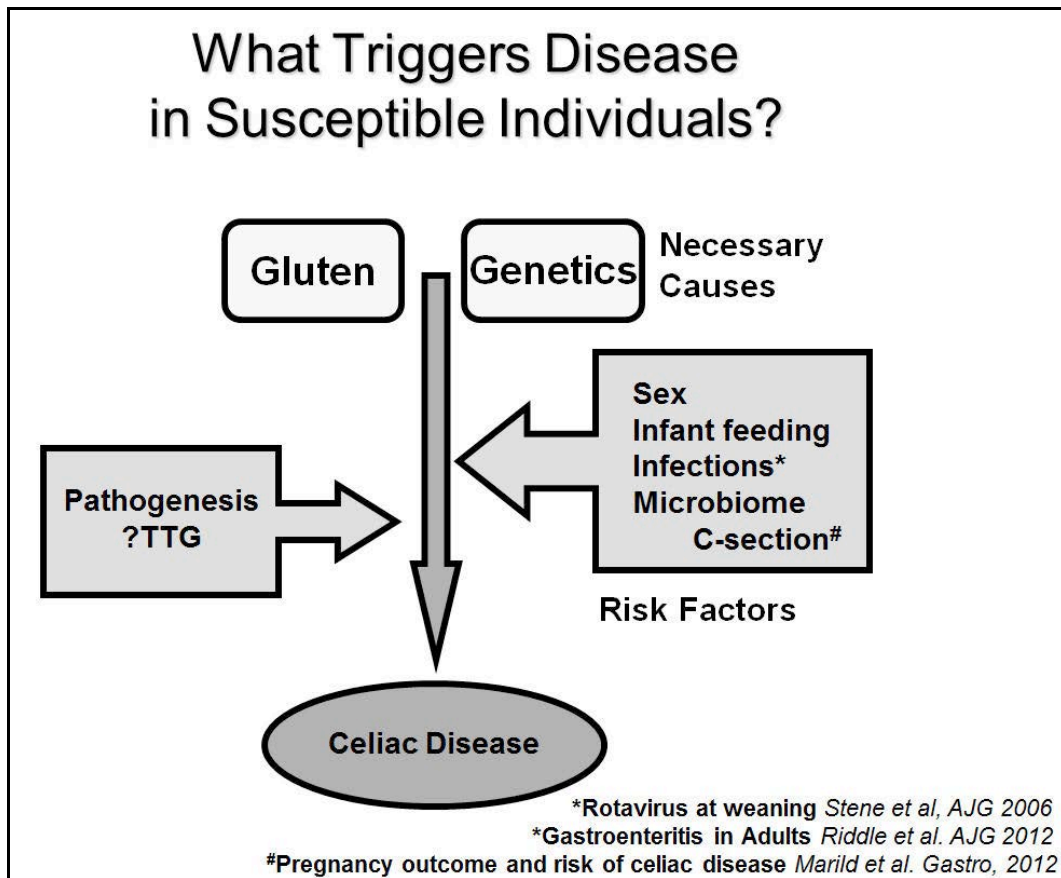 What Triggers Disease
in Susceptible Individuals?
Gluten
Genetics
Necessary
Causes
Sex
Infant feeding
Infections*
Microbiome
C-section#
Pathogenesis
?TTG
Risk Factors
Celiac Disease
*Rotavirus at weaning Stene et al, AJG 2006
*Gastroenteritis in Adults Riddle et al. AJG 2012
#Pregnancy outcome and risk of celiac disease Marild et al. Gastro, 2012